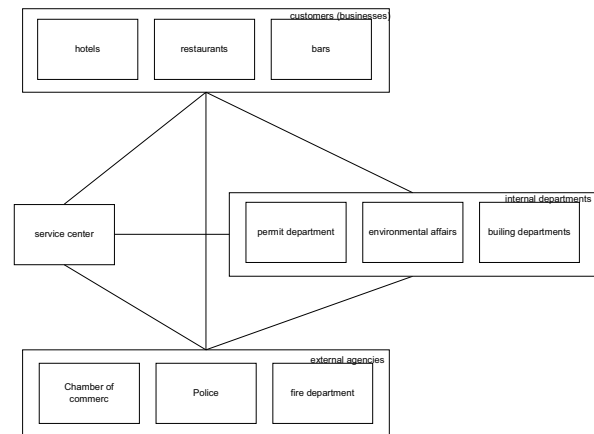 customers (businesses)
hotels
restaurants
bars
internal departments
service center
permit department
environmental affairs
builing departments
external agencies
Chamber of
commerc
Police
fire department